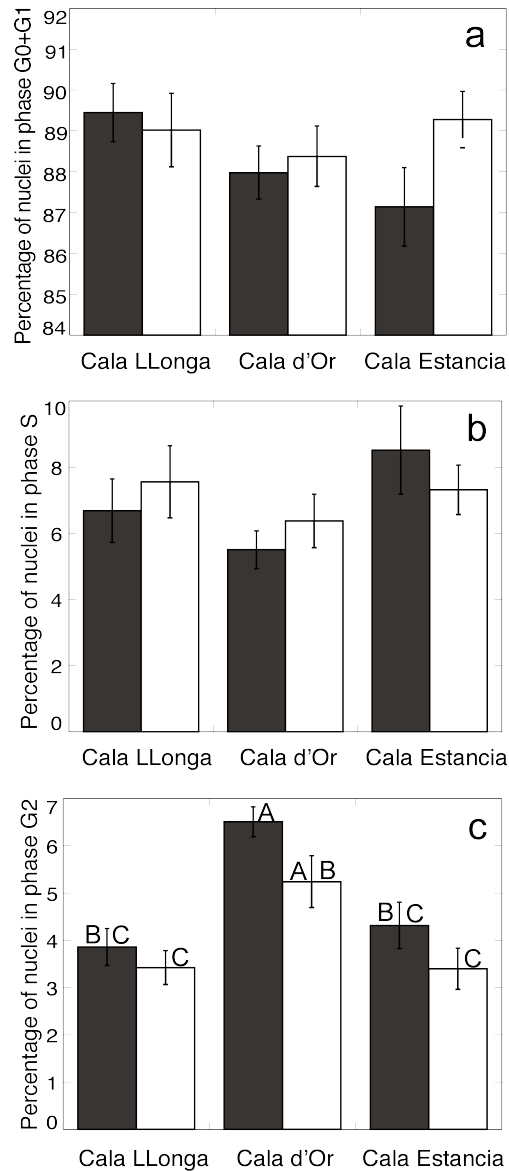 Percentage of nuclei in phase G0+G1
92
91
90
89
88
87
86
85
84
a
Cala LLonga Cala d'Or Cala Estancia
Percentage of nuclei in phase S
10
8
6
4
2
0
b
Cala LLonga Cala d'Or Cala Estancia
Percentage of nuclei in phase G2
7
6
5
4
3
2
1
0
c
B C
C
A
A B
B C
C
Cala LLonga Cala d'Or Cala Estancia